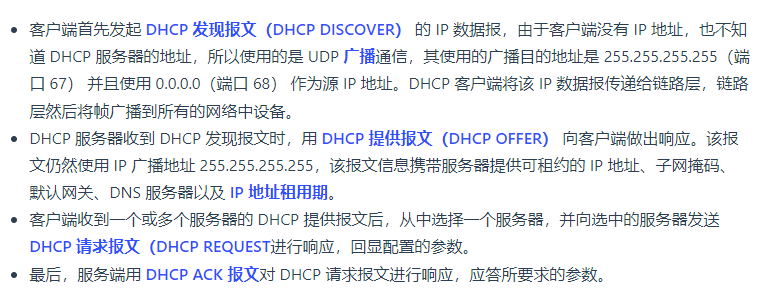 客户端首先发起 DHCP 发现报文（DHCP DISCOVER） 的 IP 数据报，由于客户端没有 IP 地址，也不知
道 DHCP 服务器的地址，所以使用的是 UDP 广播通信，其使用的广播目的地址是 255.255.255.255（端
口 67） 并且使用 0.0.0.0（端口 68） 作为源 IP 地址。DHCP 客户端将该 IP 数据报传递给链路层，链路
层然后将帧广播到所有的网络中设备。
DHCP 服务器收到 DHCP 发现报文时，用 DHCP 提供报文（DHCP OFFER） 向客户端做出响应。该报
文仍然使用 IP 广播地址 255.255.255.255，该报文信息携带服务器提供可租约的 IP 地址、子网掩码、
默认网关、DNS 服务器以及 IP 地址租用期。
客户端收到一个或多个服务器的 DHCP 提供报文后，从中选择一个服务器，并向选中的服务器发送
DHCP 请求报文（DHCP REQUEST进行响应，回显配置的参数。
最后，服务端用 DHCP ACK 报文对 DHCP 请求报文进行响应，应答所要求的参数。